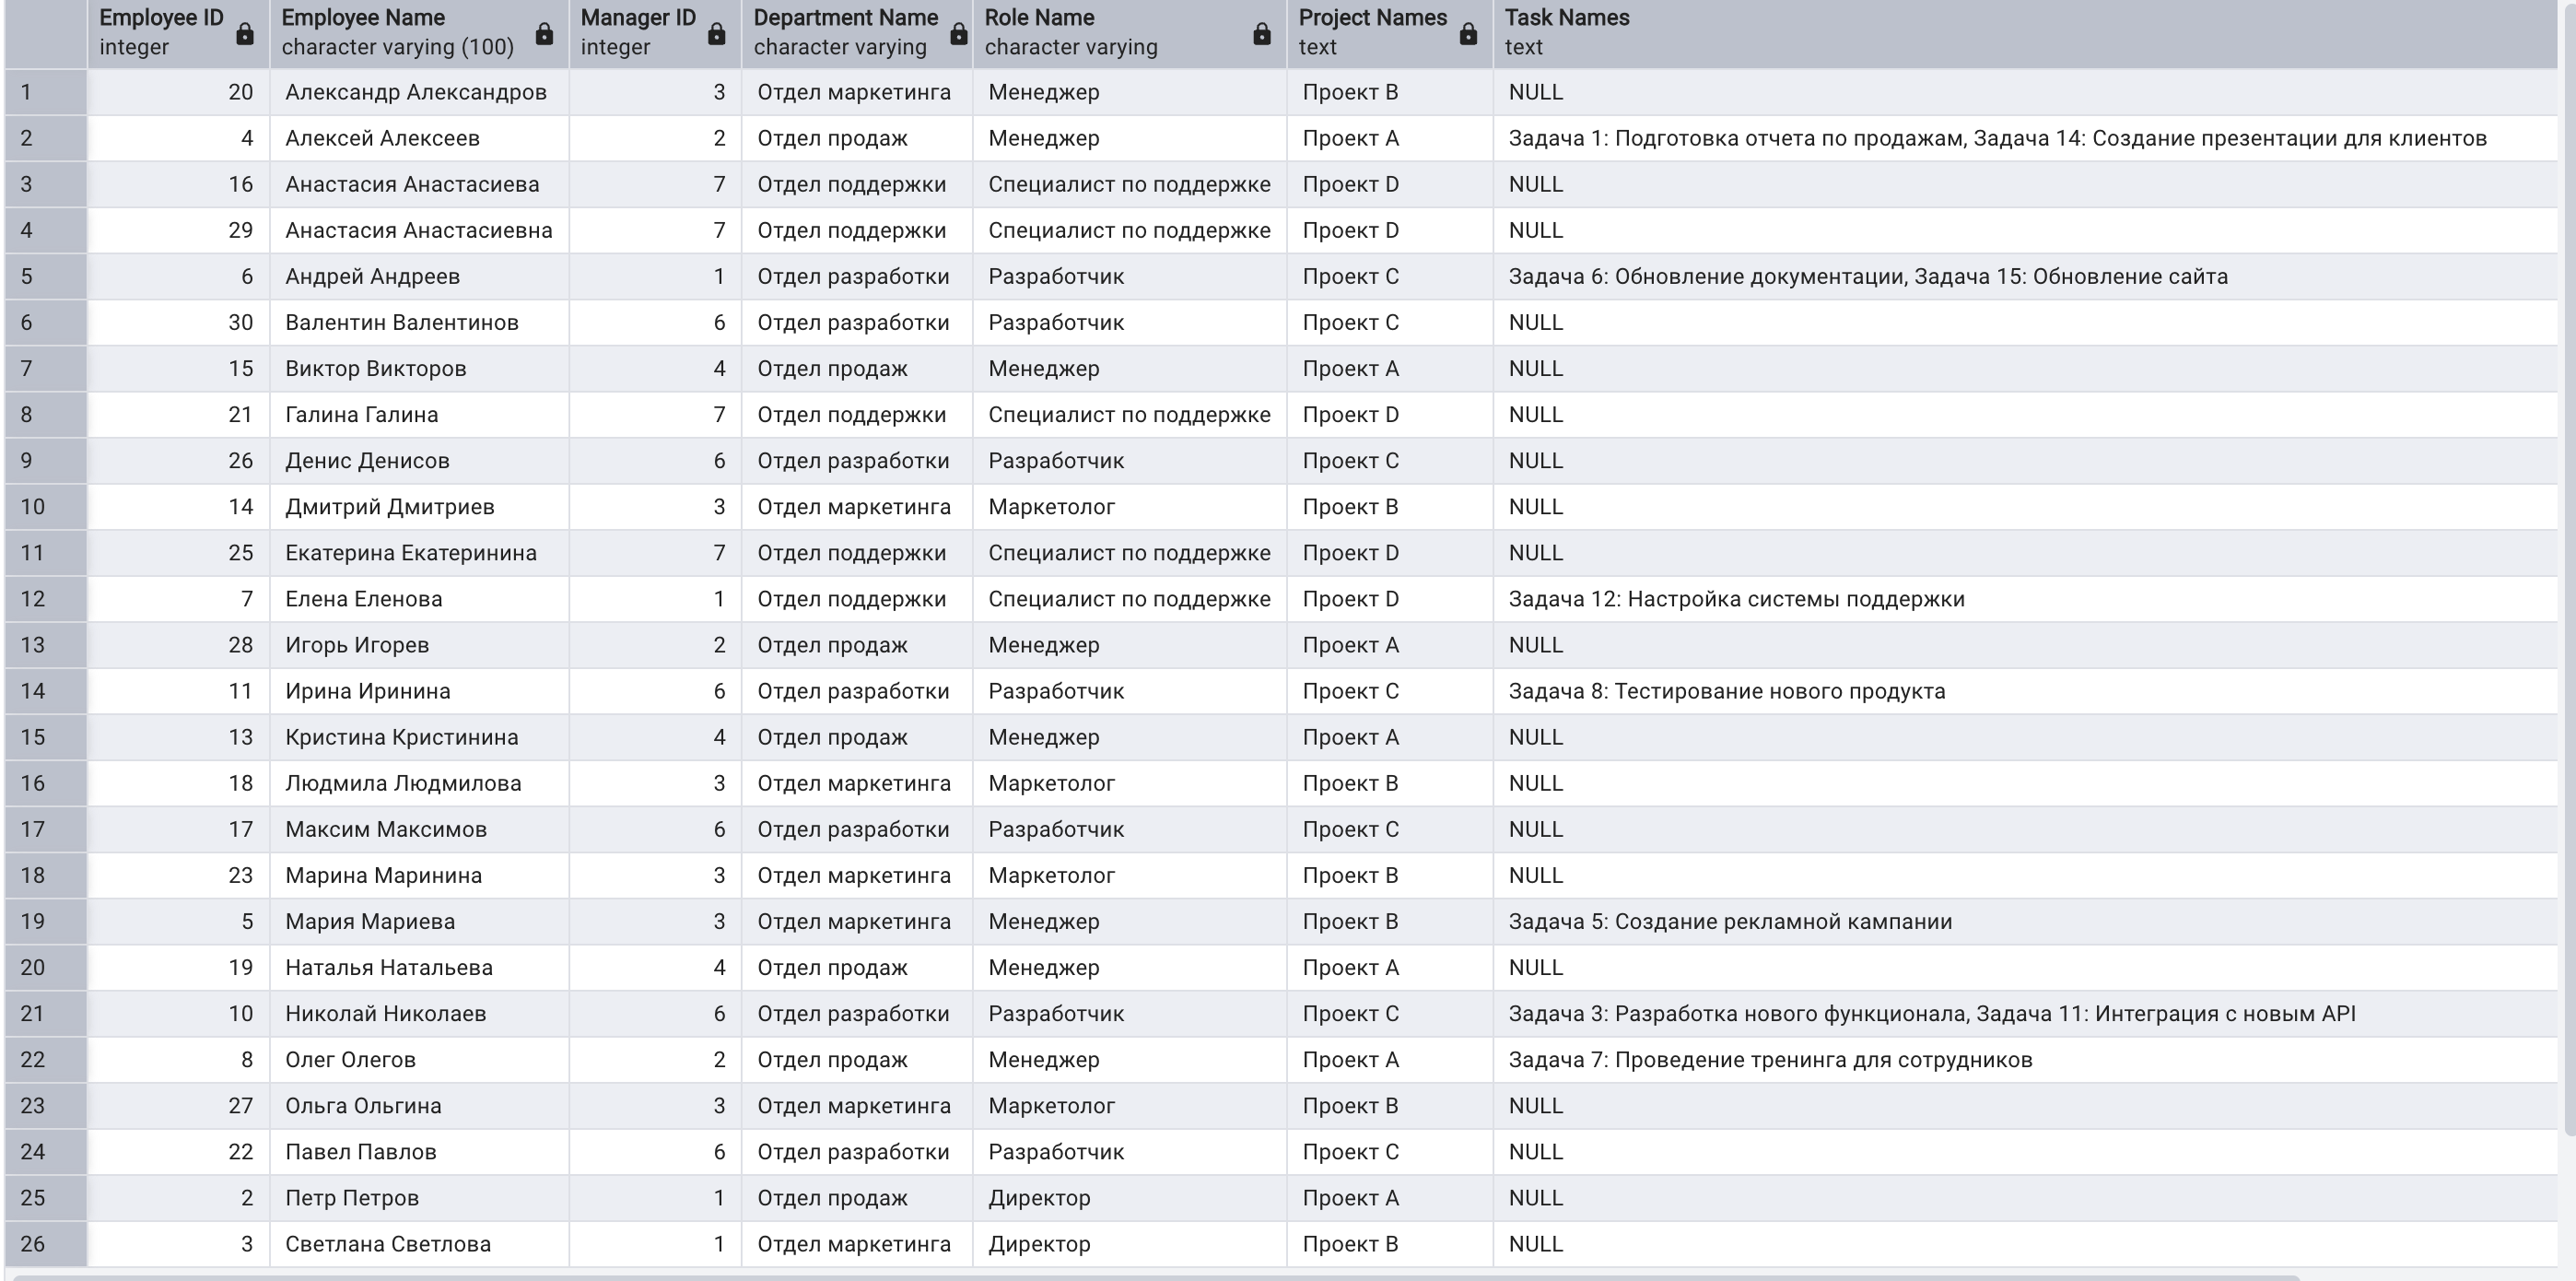 Employee ID Employee Name Manager ID Department Name Role Name Project Names Task Names
integer character varying (100) integer character varying character varying text text
1 20 Александр Александров 3 Отдел маркетинга Менеджер Проект B NULL
2 4 Алексей Алексеев 2 Отдел продаж Менеджер Проект A Задача 1: Подготовка отчета по продажам, Задача 14: Создание презентации для клиентов
3 16 Анастасия Анастасиева 7 Отдел поддержки Специалист по поддержке Проект D NULL
4 29 Анастасия Анастасиевна 7 Отдел поддержки Специалист по поддержке Проект D NULL
5 6 Андрей Андреев 1 Отдел разработки Разработчик Проект C Задача 6: Обновление документации, Задача 15: Обновление сайта
6 30 Валентин Валентинов 6 Отдел разработки Разработчик Проект C NULL
7 15 Виктор Викторов 4 Отдел продаж Менеджер Проект A NULL
8 21 Галина Галина 7 Отдел поддержки Специалист по поддержке Проект D NULL
9 26 Денис Денисов 6 Отдел разработки Разработчик Проект C NULL
10 14 Дмитрий Дмитриев 3 Отдел маркетинга Маркетолог Проект B NULL
11 25 Екатерина Екатеринина 7 Отдел поддержки Специалист по поддержке Проект D NULL
12 7 Елена Еленова 1 Отдел поддержки Специалист по поддержке Проект D Задача 12: Настройка системы поддержки
13 28 Игорь Игорев 2 Отдел продаж Менеджер Проект A NULL
14 11 Ирина Иринина 6 Отдел разработки Разработчик Проект C Задача 8: Тестирование нового продукта
15 13 Кристина Кристинина 4 Отдел продаж Менеджер Проект A NULL
16 18 Людмила Людмилова 3 Отдел маркетинга Маркетолог Проект B NULL
17 17 Максим Максимов 6 Отдел разработки Разработчик Проект C NULL
18 23 Марина Маринина 3 Отдел маркетинга Маркетолог Проект B NULL
19 5 Мария Мариева 3 Отдел маркетинга Менеджер Проект B Задача 5: Создание рекламной кампании
20 19 Наталья Натальева 4 Отдел продаж Менеджер Проект A NULL
21 10 Николай Николаев 6 Отдел разработки Разработчик Проект C Задача 3: Разработка нового функционала, Задача 11: Интеграция с новым API
22 8 Олег Олегов 2 Отдел продаж Менеджер Проект A Задача 7: Проведение тренинга для сотрудников
23 27 Ольга Ольгина 3 Отдел маркетинга Маркетолог Проект B NULL
24 22 Павел Павлов 6 Отдел разработки Разработчик Проект C NULL
25 2 Петр Петров 1 Отдел продаж Директор Проект A NULL
26 3 Светлана Светлова 1 Отдел маркетинга Директор Проект B NULL